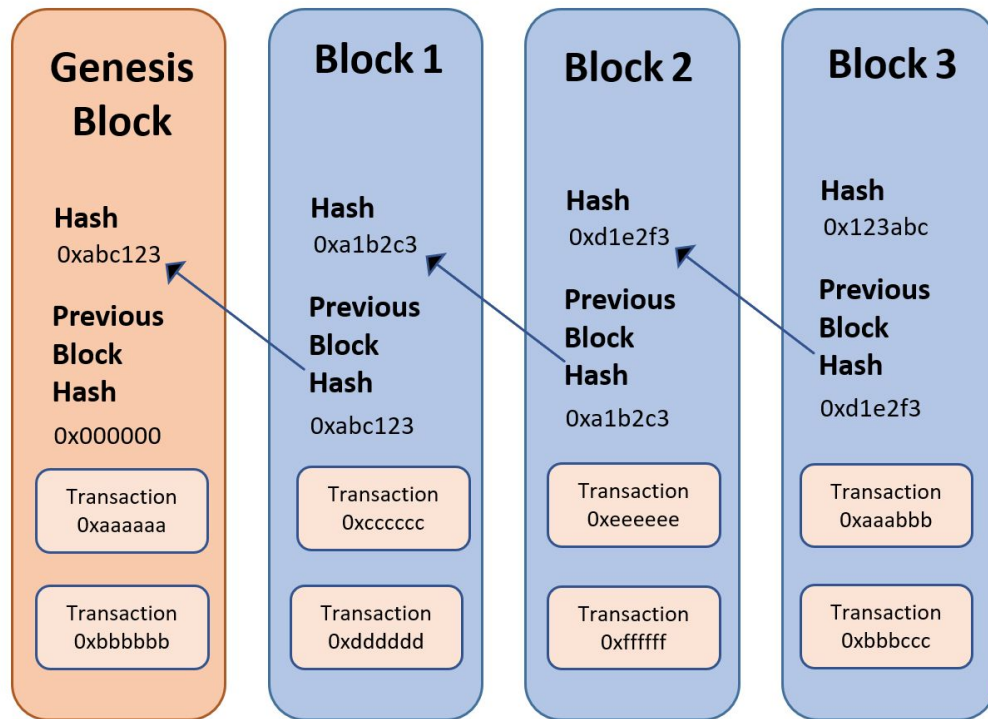 Genesis
Block
Hash
0xabc123
Previous
Block
Hash
0x000000
Transaction
0xaaaaaa
Transaction
0xbbbbbb
Block 1
Hash
0xa1b2c3
Previous
Block
Hash
0xabc123
Transaction
0xcccccc
Transaction
0xdddddd
Block 2
Hash
0xd1e2f3
Previous
Block
Hash
0xa1b2c3
Transaction
0xeeeeee
Transaction
0xffffff
Block 3
Hash
0x123abc
Previous
Block
Hash
0xd1e2f3
Transaction
0xaaabbb
Transaction
0xbbbccc